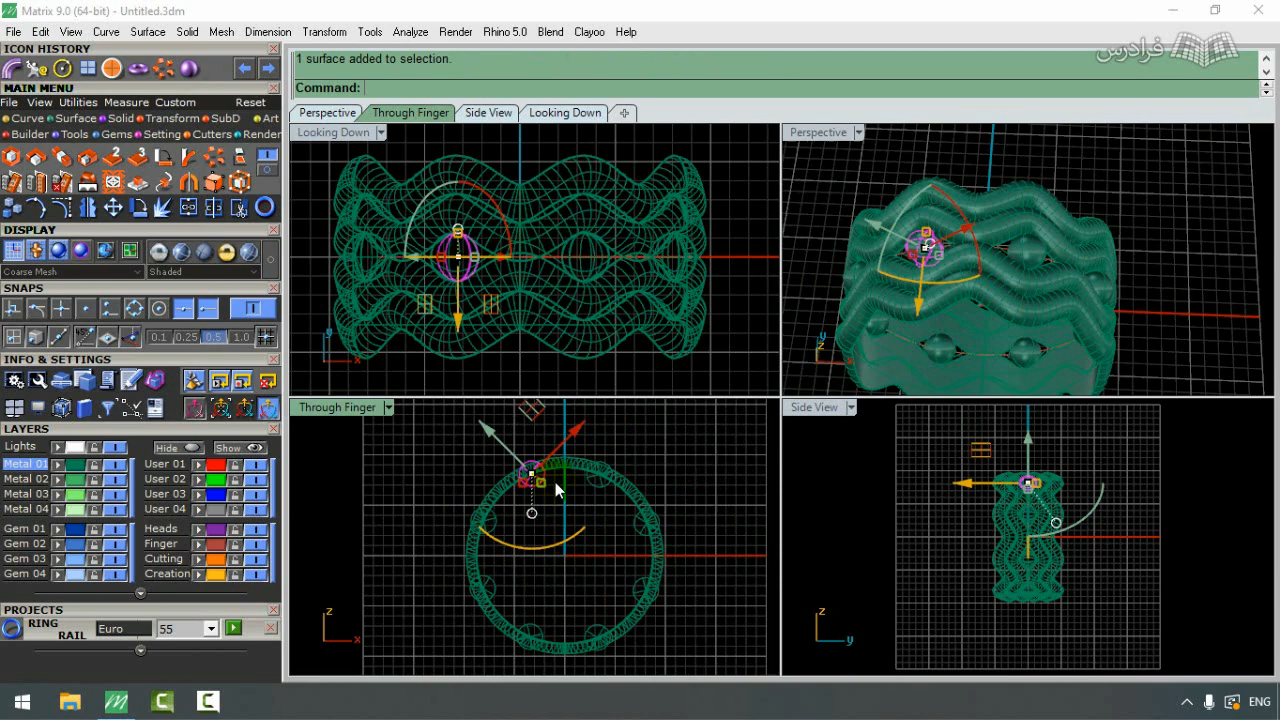 Matrix 9.0 (64-bit) - Untitled.3dm
File Edit View Curve Surface Solid Mesh Dimension Transform Tools Analyze Render Rhino 5.0 Blend Clayoo Help
فرادرس
ICON HISTORY
1 surface added to selection.
Command:
MAIN MENU
File View Utilities Measure Custom Reset
Curve Surface Solid Transform SubD Art
Builder Tools Gems Setting Cutters Render
Perspective Through Finger Side View Looking Down
Looking Down
Perspective
DISPLAY
Coarse Mesh Shaded
SNAPS
0.1 0.25 0.5 1.0
INFO & SETTINGS
y x
y z x
Through Finger
Side View
LAYERS
Lights Hide Show
Metal 01 User 01
Metal 02 User 02
Metal 03 User 03
Metal 04 User 04
Gem 01 Heads
Gem 02 Finger
Gem 03 Cutting
Gem 04 Creation
PROJECTS
RING RAIL Euro 55
z x
z y
ENG